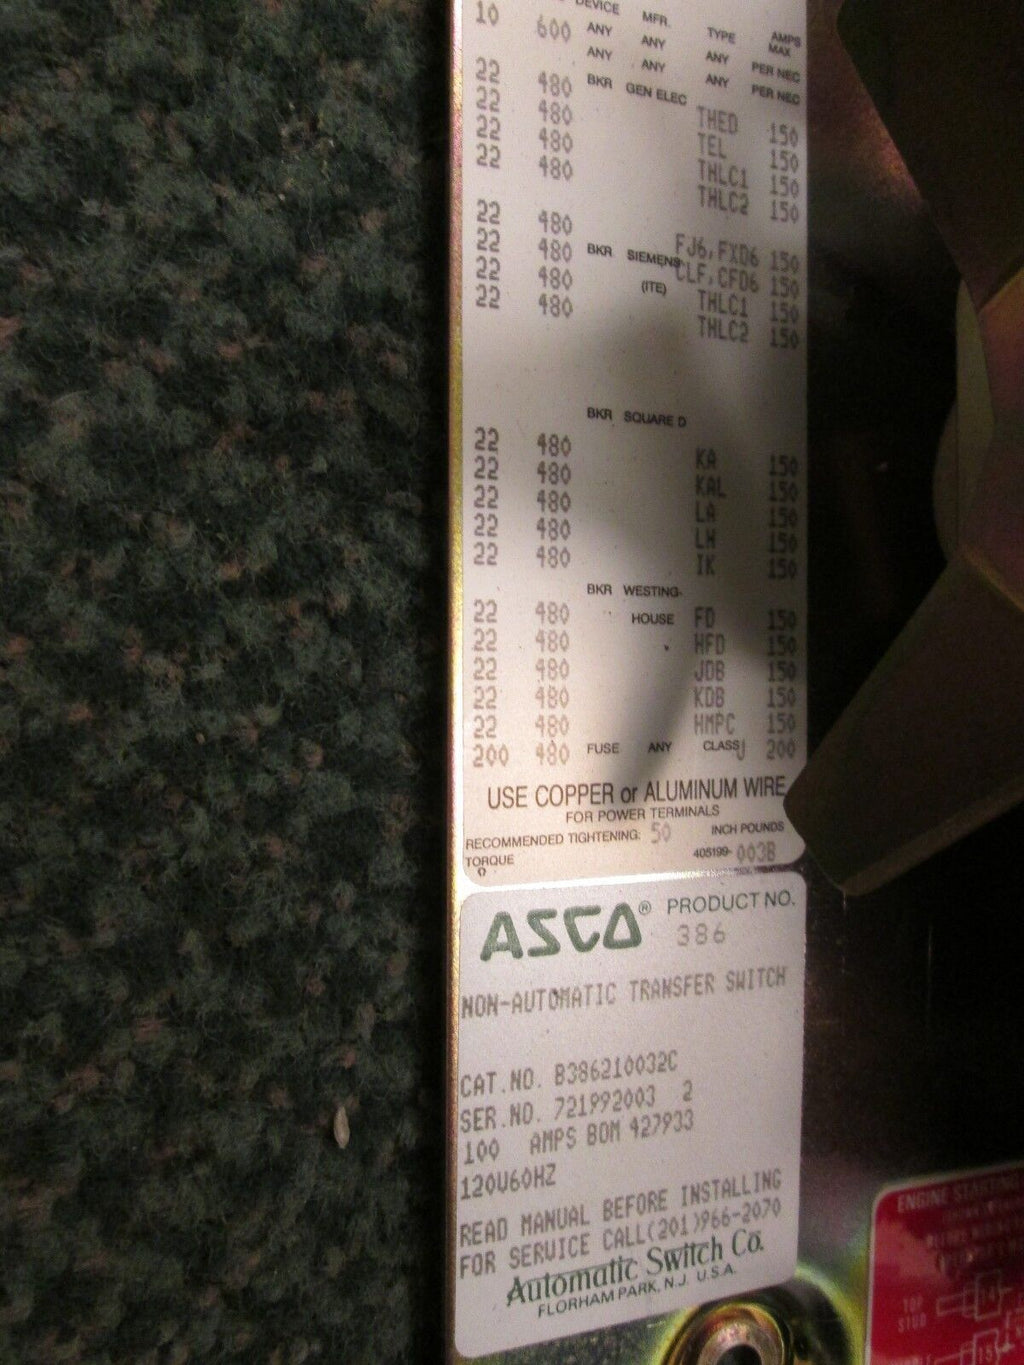 DEVICE MFR. TYPE AMPS MAX
10 600 ANY ANY ANY PER NEC
ANY ANY ANY PER NEC
22 480 BKR GEN ELEC THED 150
22 480 TEL 150
22 480 THLC1 150
22 480 THLC2 150
22 480 BKR SIEMENS FJ6,FXD6 150
22 480 (ITE) CLF,CFD6 150
22 480 THLC1 150
22 480 THLC2 150
BKR SQUARE D
22 480 KA 150
22 480 KAL 150
22 480 LA 150
22 480 LH 150
22 480 IK 150
BKR WESTING-
22 480 HOUSE FD 150
22 480 HFD 150
22 480 JDB 150
22 480 KDB 150
22 480 HMPC 150
200 480 FUSE ANY CLASS J 200
USE COPPER or ALUMINUM WIRE
FOR POWER TERMINALS
RECOMMENDED TIGHTENING: 50 INCH POUNDS
TORQUE 405199-003B
ASCO® PRODUCT NO.
386
NON-AUTOMATIC TRANSFER SWITCH
CAT.NO. B386210032C
SER.NO. 721992003 2
100 AMPS BOM 427933
120V60HZ
READ MANUAL BEFORE INSTALLING
FOR SERVICE CALL(201)966-2070
Automatic Switch Co.
FLORHAM PARK, N.J. U.S.A.
ENGINE STARTING
TOP
STUD
14
15